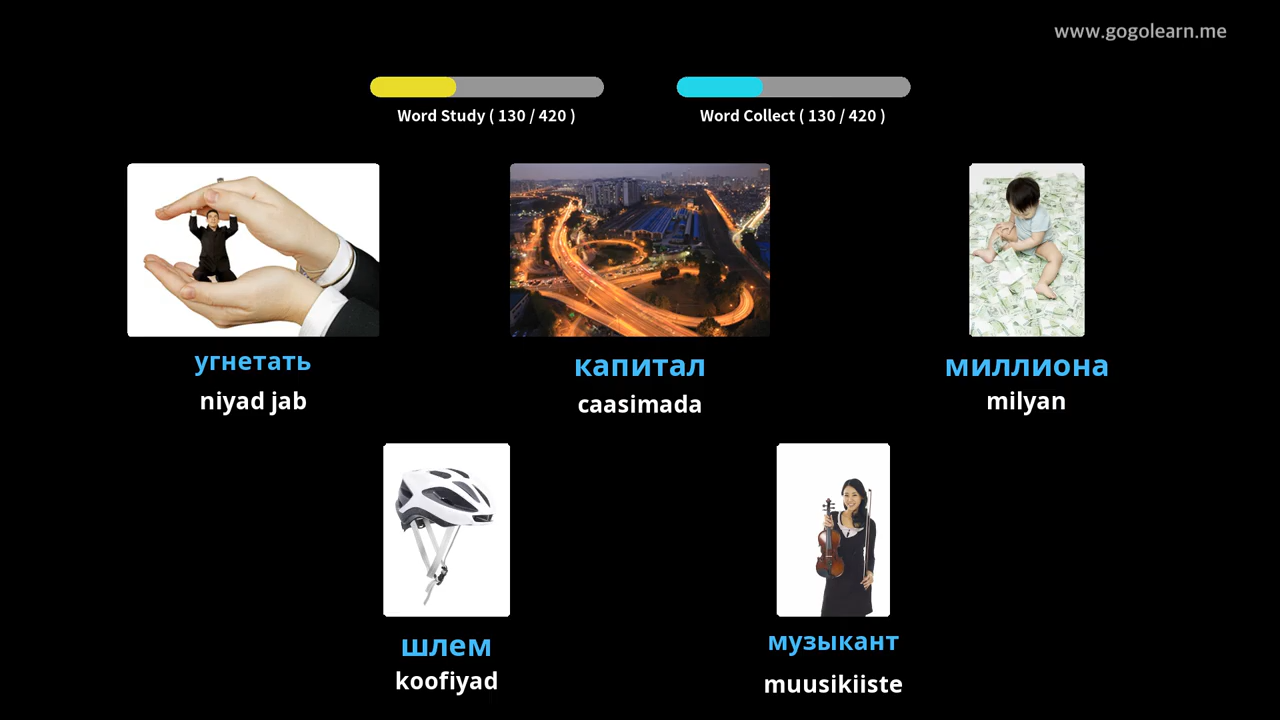 www.gogolearn.me
Word Study ( 130 / 420 )
Word Collect ( 130 / 420 )
угнетать
niyad jab
капитал
caasimada
миллиона
milyan
шлем
koofiyad
музыкант
muusikiiste